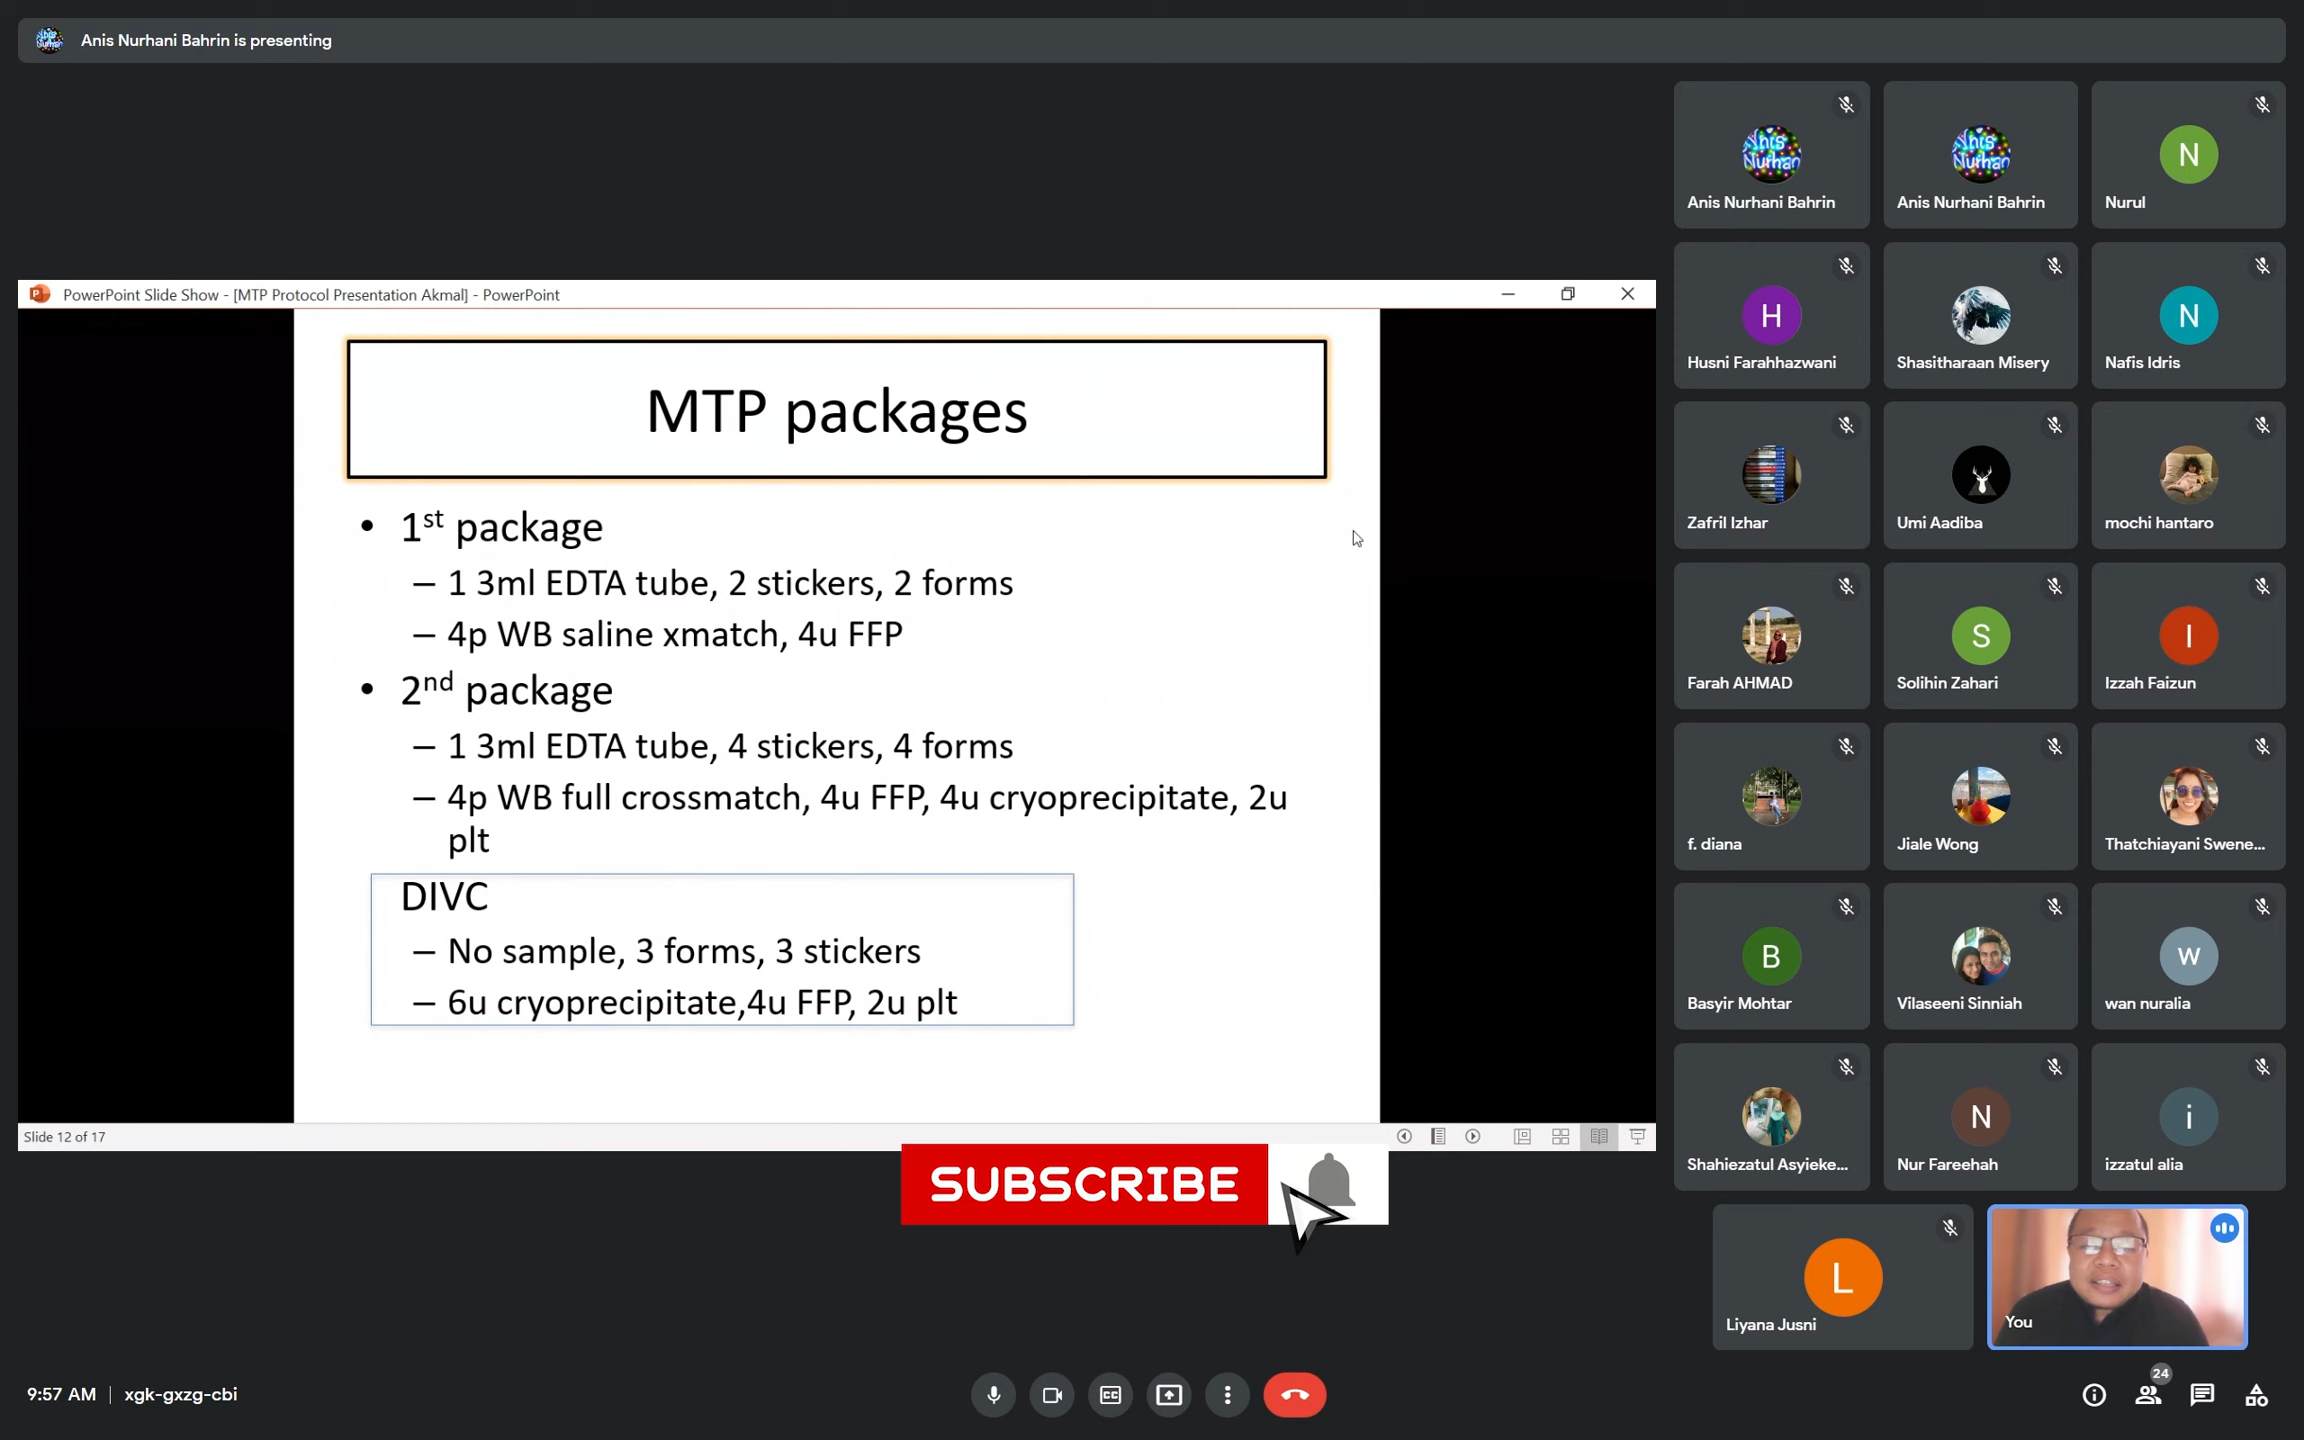 Anis Nurhani Bahrin is presenting
PowerPoint Slide Show - [MTP Protocol Presentation Akmal] - PowerPoint
MTP packages
• 1st package
– 1 3ml EDTA tube, 2 stickers, 2 forms
– 4p WB saline xmatch, 4u FFP
• 2nd package
– 1 3ml EDTA tube, 4 stickers, 4 forms
– 4p WB full crossmatch, 4u FFP, 4u cryoprecipitate, 2u
plt
DIVC
– No sample, 3 forms, 3 stickers
– 6u cryoprecipitate,4u FFP, 2u plt
Slide 12 of 17
SUBSCRIBE
Anis Nurhani Bahrin
Anis Nurhani Bahrin
N
Nurul
H
Husni Farahhazwani
Shasitharaan Misery
N
Nafis Idris
Zafril Izhar
Umi Aadiba
mochi hantaro
Farah AHMAD
S
Solihin Zahari
I
Izzah Faizun
f. diana
Jiale Wong
Thatchiayani Swene...
B
Basyir Mohtar
Vilaseeni Sinniah
w
wan nuralia
Shahiezatul Asyieke...
N
Nur Fareehah
i
izzatul alia
L
Liyana Jusni
You
9:57 AM | xgk-gxzg-cbi
CC
24